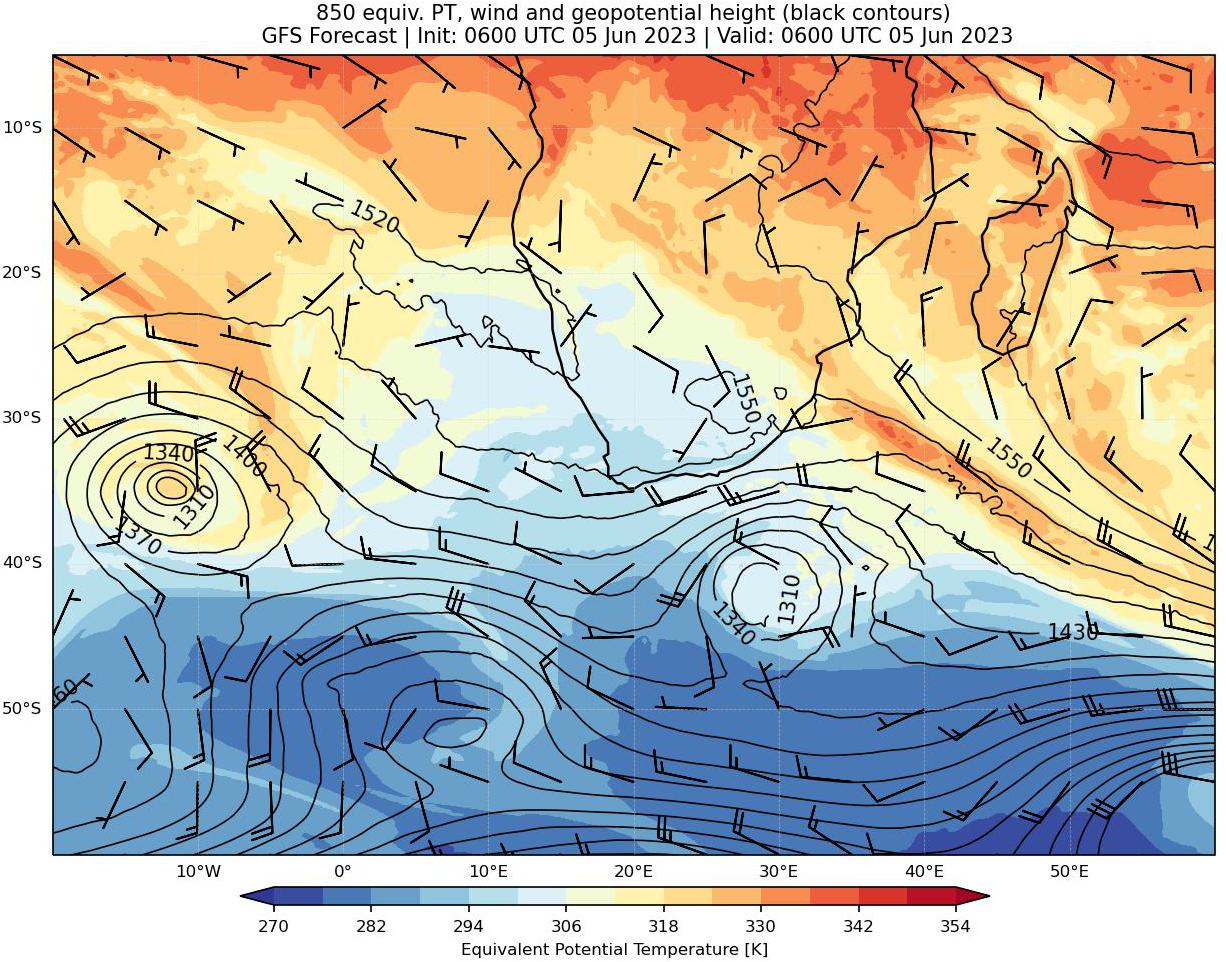 850 equiv. PT, wind and geopotential height (black contours)
GFS Forecast | Init: 0600 UTC 05 Jun 2023 | Valid: 0600 UTC 05 Jun 2023
10°S
20°S
30°S
40°S
50°S
1520
1550
1340
1400
1310
1370
1550
1310
1340
1430
60
10°W
0°
10°E
20°E
30°E
40°E
50°E
270
282
294
306
318
330
342
354
Equivalent Potential Temperature [K]